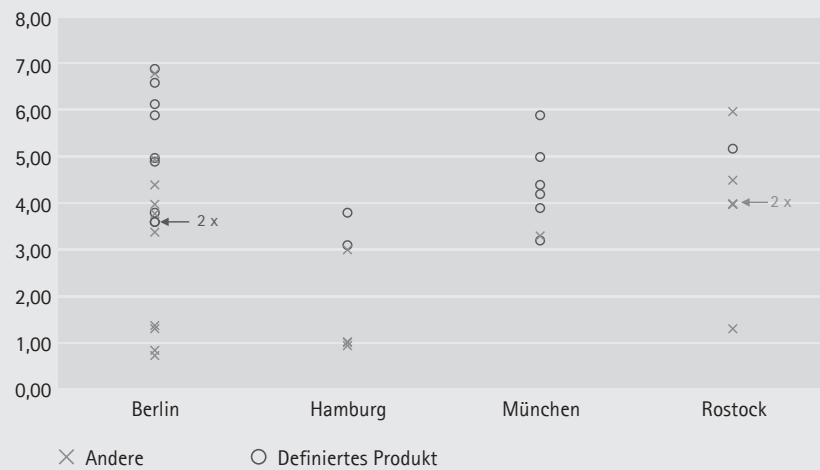 8,00
7,00
6,00
5,00
4,00
3,00
2,00
1,00
0,00
2 x
2 x
Berlin Hamburg München Rostock
Andere Definiertes Produkt